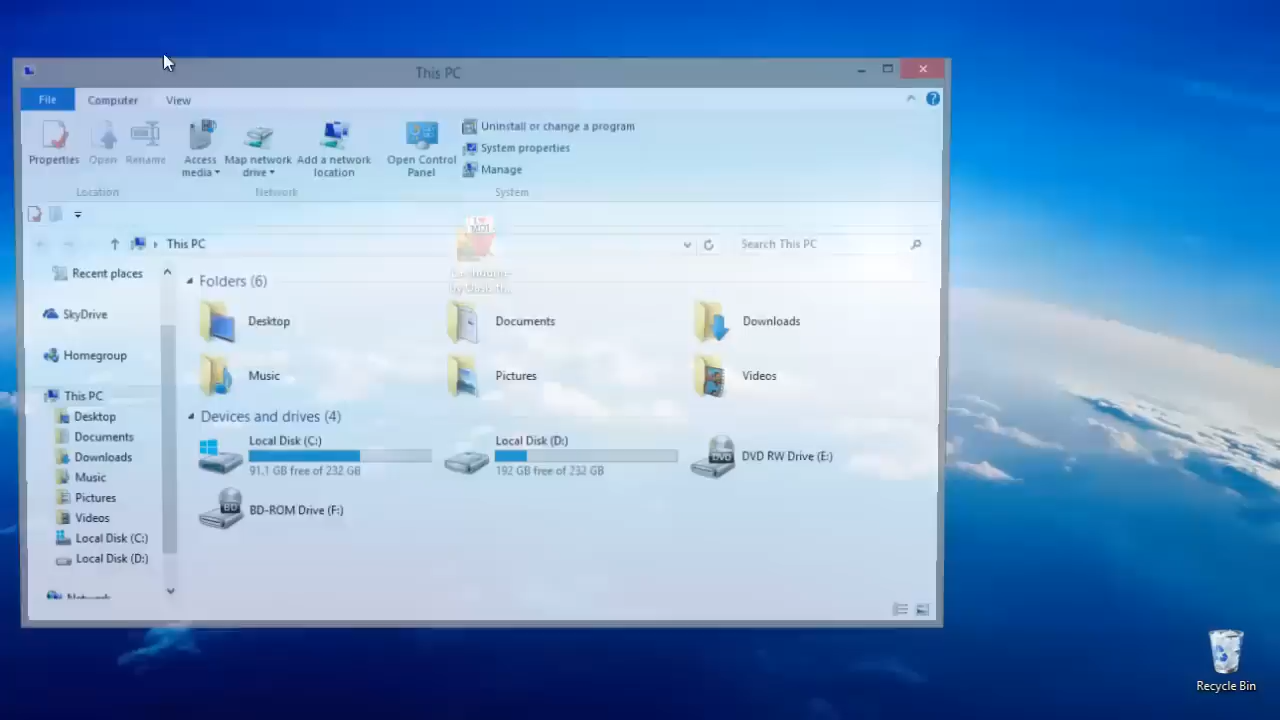 This PC
File Computer View
Uninstall or change a program
System properties
Manage
Properties Open Rename Access media Map network drive Add a network location Open Control Panel
Location Network System
This PC Search This PC
Recent places
SkyDrive
Homegroup
This PC
Desktop
Documents
Downloads
Music
Pictures
Videos
Local Disk (C:)
Local Disk (D:)
Network
Folders (6)
Desktop Documents Downloads
Music Pictures Videos
Devices and drives (4)
Local Disk (C:)
91.1 GB free of 232 GB
Local Disk (D:)
192 GB free of 232 GB
DVD RW Drive (E:)
BD-ROM Drive (F:)
Recycle Bin